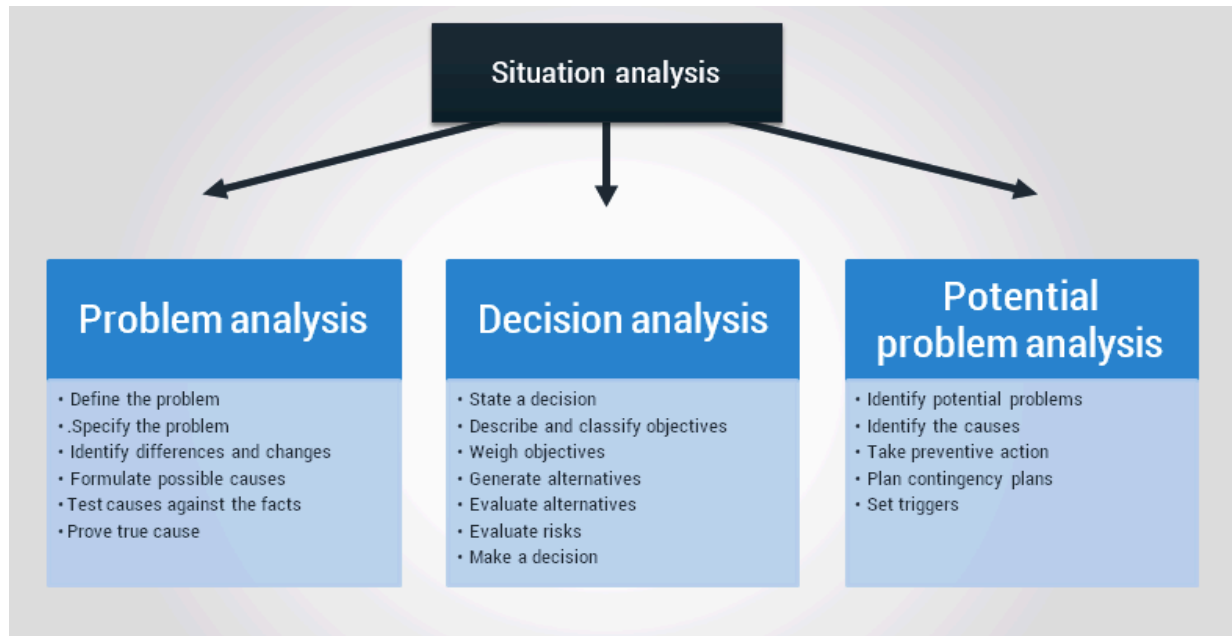 Situation analysis
Problem analysis
• Define the problem
• .Specify the problem
• Identify differences and changes
• Formulate possible causes
• Test causes against the facts
• Prove true cause
Decision analysis
• State a decision
• Describe and classify objectives
• Weigh objectives
• Generate alternatives
• Evaluate alternatives
• Evaluate risks
• Make a decision
Potential
problem analysis
• Identify potential problems
• Identify the causes
• Take preventive action
• Plan contingency plans
• Set triggers